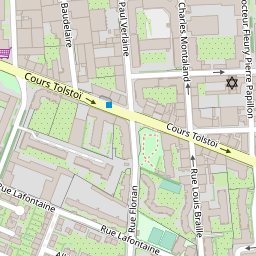 Baudelaire
Paul Verlaine
Charles Montaland
Docteur Fleury Pierre Papillon
Cours Tolstoï
Cours Tolstoï
Rue Lafontaine
Rue Florian
Rue Louis Braille
Rue Lafontaine